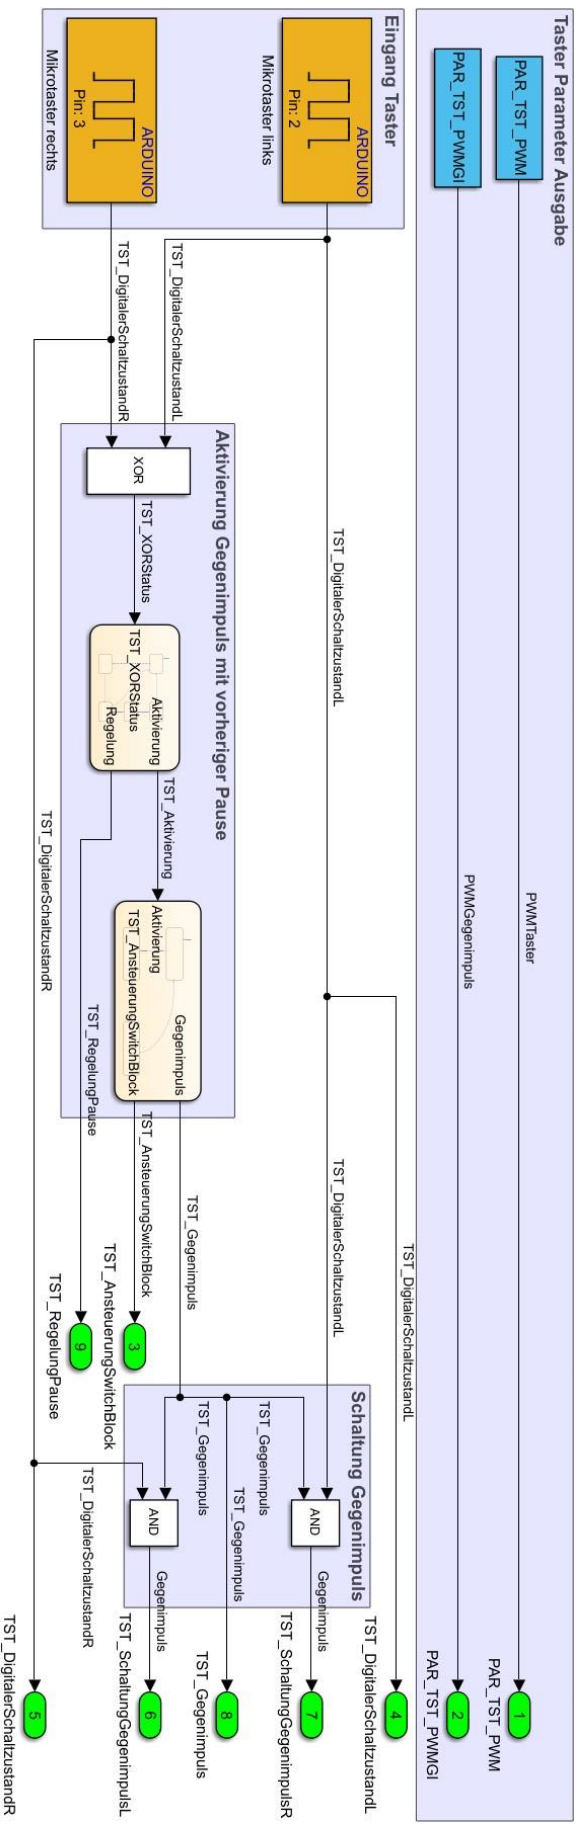 Taster Parameter Ausgabe
PAR_TST_PWM
PWMTaster
1
PAR_TST_PWM
PAR_TST_PWMGI
PWMGegenimpuls
2
PAR_TST_PWMGI
Eingang Taster
ARDUINO
Pin: 2
Mikrotaster links
ARDUINO
Pin: 3
Mikrotaster rechts
TST_DigitalerSchaltzustandL
TST_DigitalerSchaltzustandL
TST_DigitalerSchaltzustandL
TST_DigitalerSchaltzustandL
4
TST_DigitalerSchaltzustandL
TST_DigitalerSchaltzustandR
TST_DigitalerSchaltzustandR
Aktivierung Gegenimpuls mit vorheriger Pause
XOR
TST_XORStatus
TST_XORStatus
Aktivierung
Regelung
TST_Aktivierung
Aktivierung
Gegenimpuls
TST_AnsteuerungSwitchBlock
TST_RegelungPause
TST_AnsteuerungSwitchBlock
TST_Gegenimpuls
3
TST_AnsteuerungSwitchBlock
9
TST_RegelungPause
Schaltung Gegenimpuls
TST_Gegenimpuls
TST_Gegenimpuls
TST_Gegenimpuls
AND
Gegenimpuls
7
TST_SchaltungGegenimpulsR
8
TST_Gegenimpuls
AND
Gegenimpuls
6
TST_SchaltungGegenimpulsL
TST_DigitalerSchaltzustandR
5
TST_DigitalerSchaltzustandR